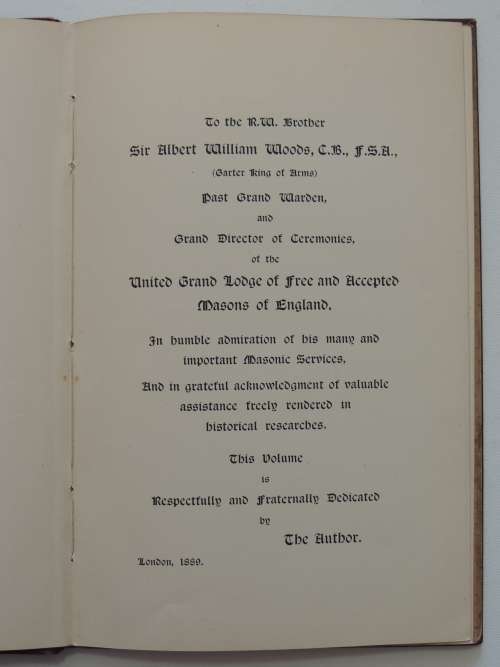 To the R.W. Brother
Sir Albert William Woods, C.B., F.S.A.,
(Garter King of Arms)
Past Grand Warden,
and
Grand Director of Ceremonies,
of the
United Grand Lodge of Free and Accepted
Masons of England,
In humble admiration of his many and
important Masonic Services,
And in grateful acknowledgment of valuable
assistance freely rendered in
historical researches.
This Volume
is
Respectfully and Fraternally Dedicated
by
The Author.
London, 1889.